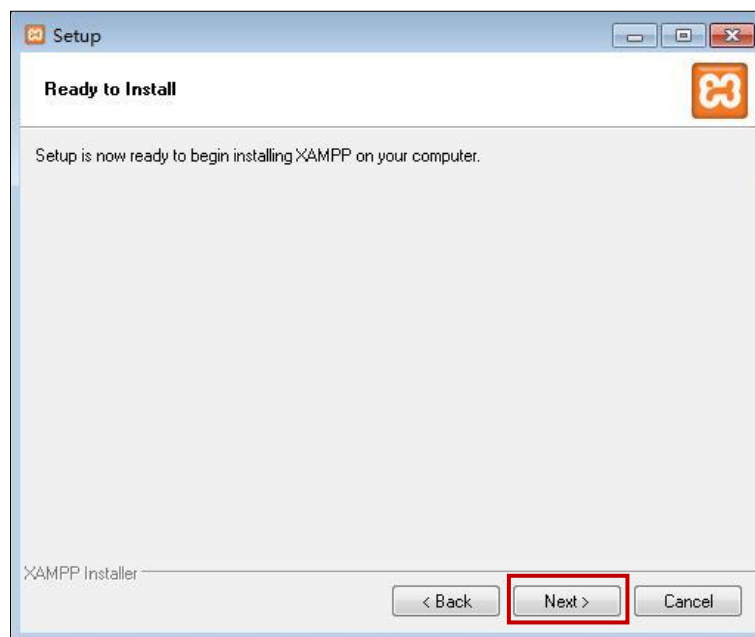 Setup
Ready to Install
Setup is now ready to begin installing XAMPP on your computer.
XAMPP Installer
< Back
Next >
Cancel